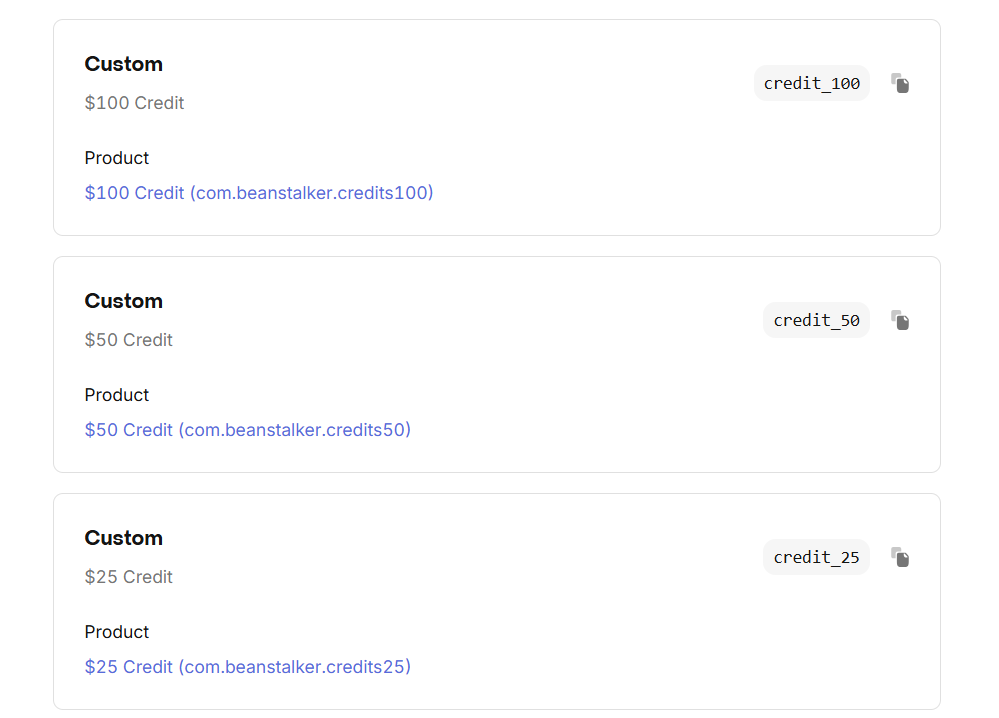 Custom
$100 Credit
credit_100
Product
$100 Credit (com.beanstalker.credits100)
Custom
$50 Credit
credit_50
Product
$50 Credit (com.beanstalker.credits50)
Custom
$25 Credit
credit_25
Product
$25 Credit (com.beanstalker.credits25)